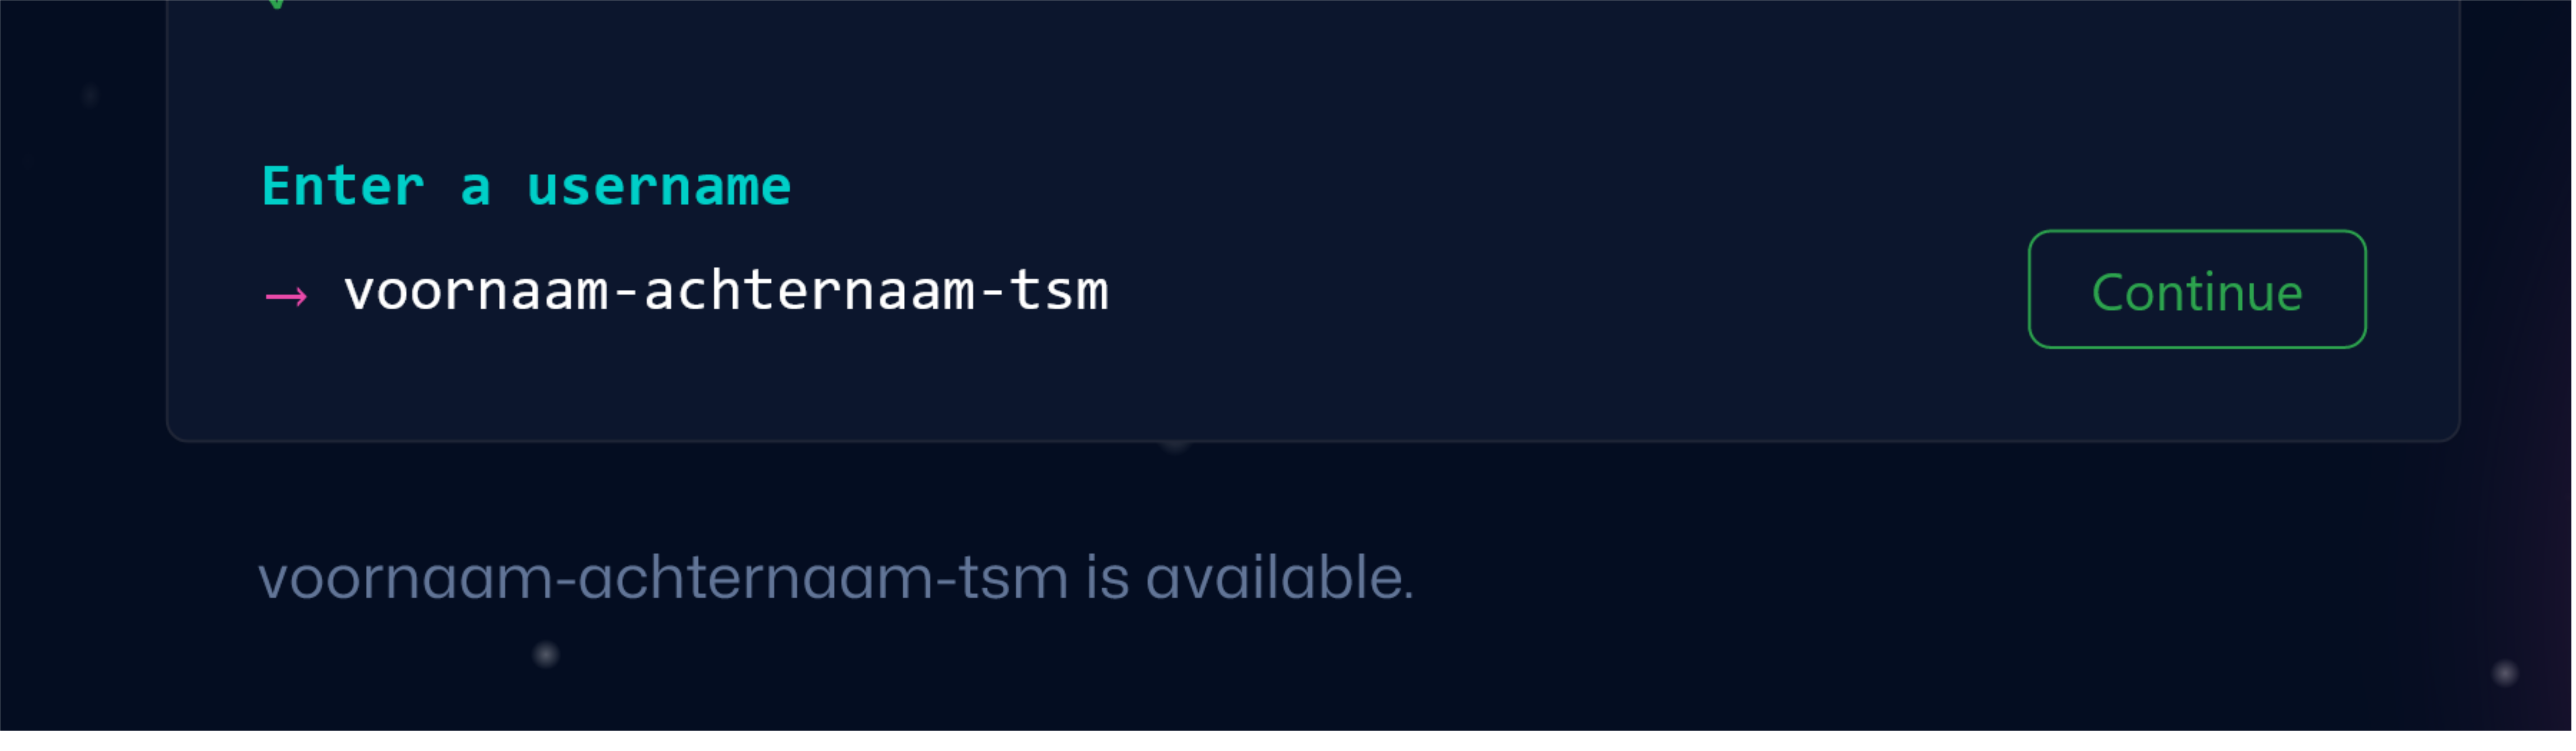 Enter a username
→ voornaam-achternaam-tsm
Continue
voornaam-achternaam-tsm is available.